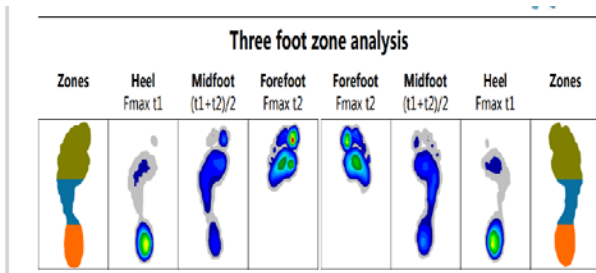 Three foot zone analysis
Zones Heel Midfoot Forefoot Forefoot Midfoot Heel Zones
Fmax t1 (t1+t2)/2 Fmax t2 Fmax t2 (t1+t2)/2 Fmax t1